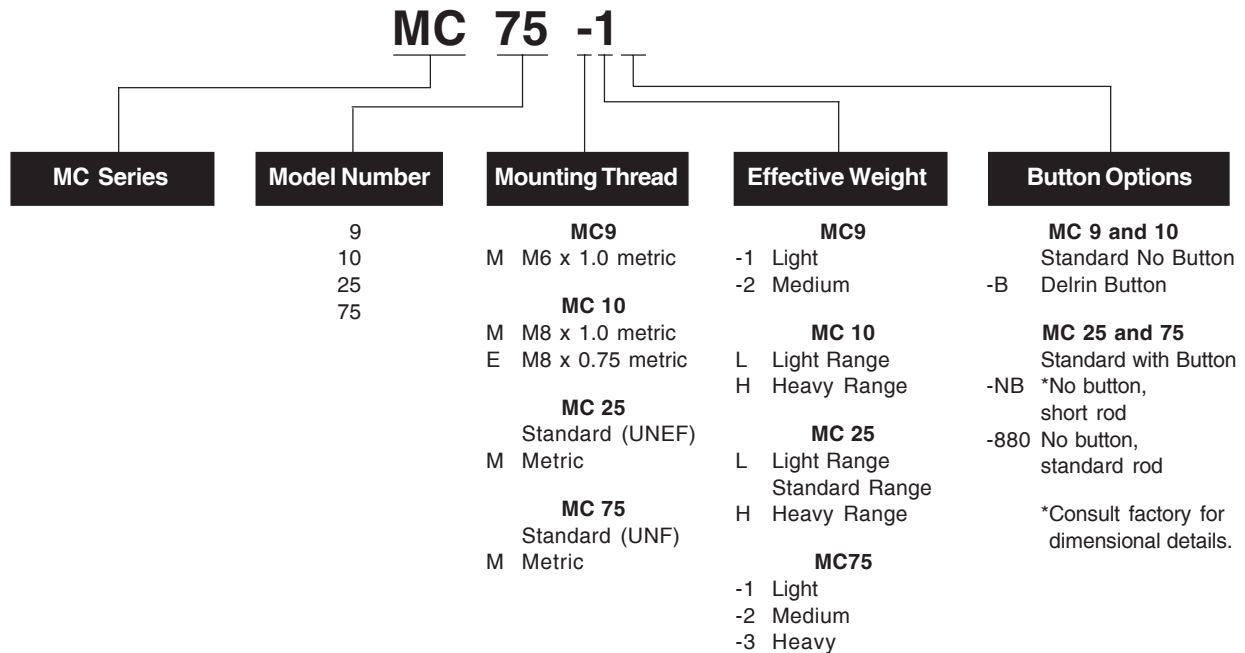 MC 75 -1
MC Series
Model Number
9
10
25
75
Mounting Thread
MC9
M M6 x 1.0 metric
MC 10
M M8 x 1.0 metric
E M8 x 0.75 metric
MC 25
Standard (UNEF)
M Metric
MC 75
Standard (UNF)
M Metric
Effective Weight
MC9
-1 Light
-2 Medium
MC 10
L Light Range
H Heavy Range
MC 25
L Light Range
Standard Range
H Heavy Range
MC75
-1 Light
-2 Medium
-3 Heavy
Button Options
MC 9 and 10
Standard No Button
-B Delrin Button
MC 25 and 75
Standard with Button
-NB *No button,
short rod
-880 No button,
standard rod
*Consult factory for
dimensional details.